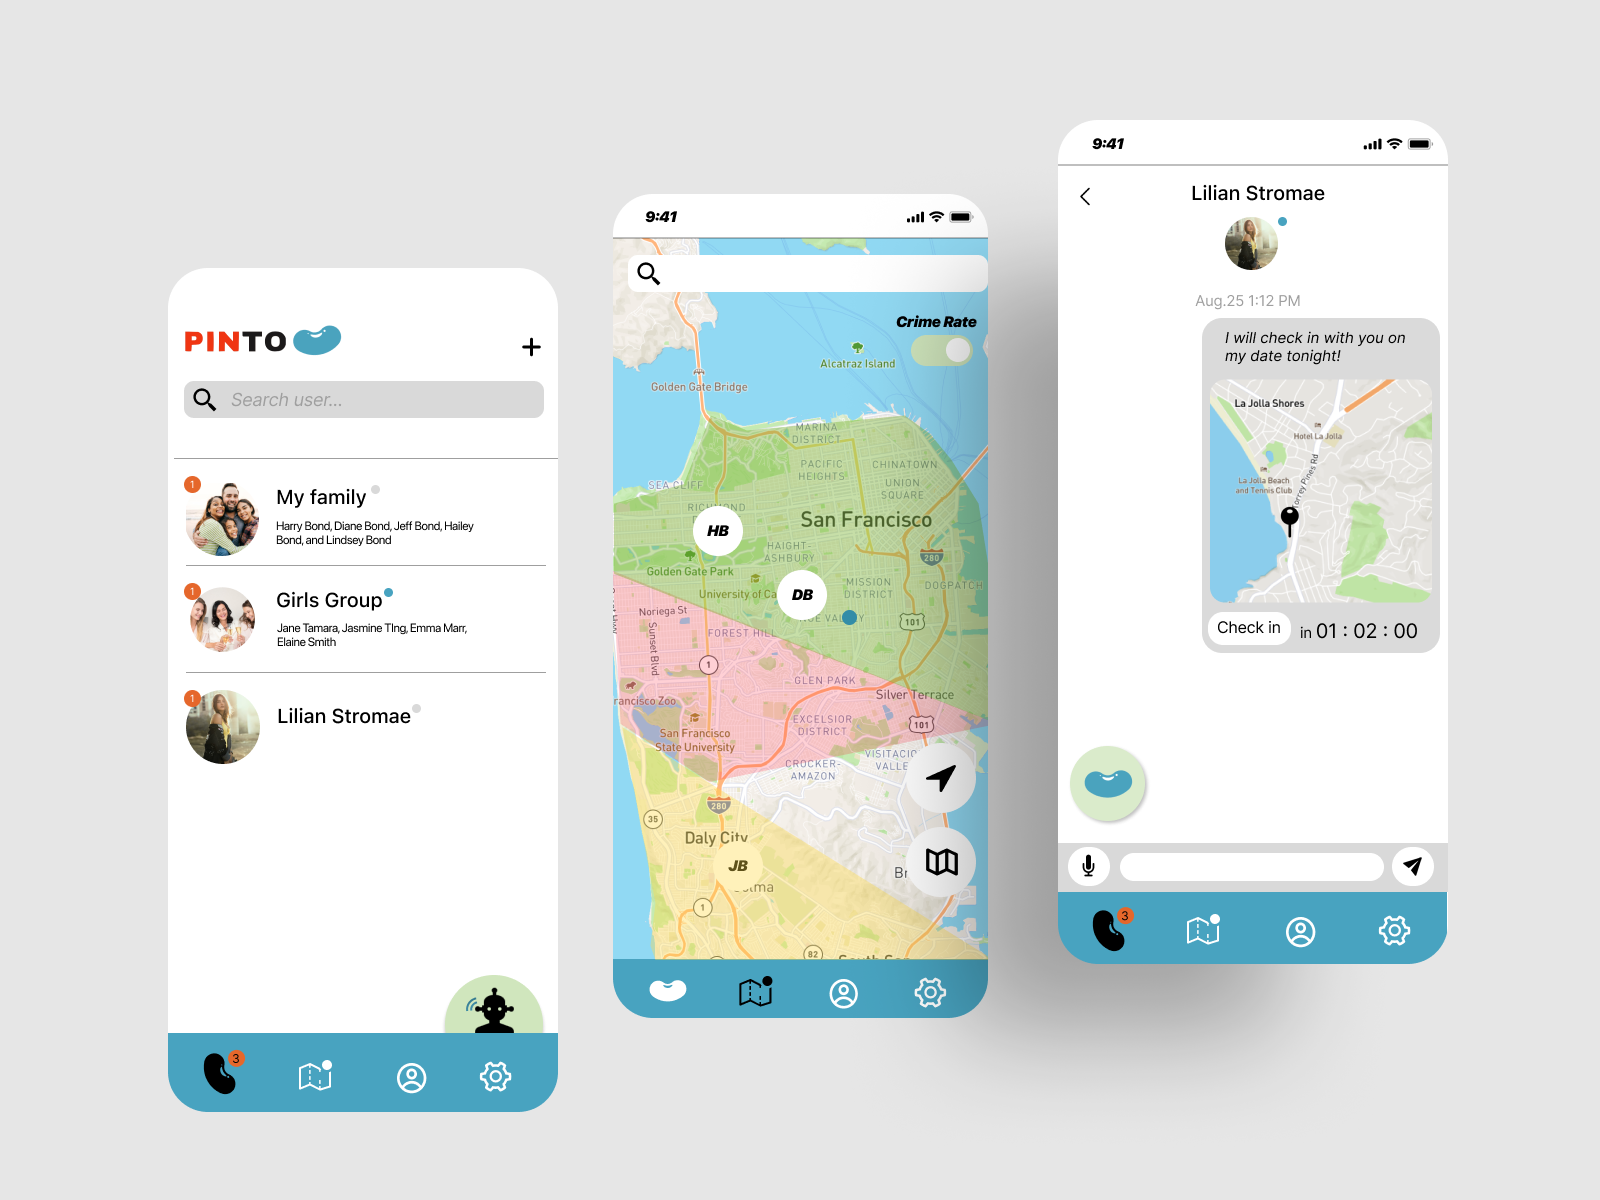 PINTO
Search user...
1
My family
Harry Bond, Diane Bond, Jeff Bond, Hailey
Bond, and Lindsey Bond
1
Girls Group
Jane Tamara, Jasmine TIng, Emma Marr,
Elaine Smith
1
Lilian Stromae
3
9:41
Crime Rate
Alcatraz Island
Golden Gate Bridge
MARINA
DISTRICT
PACIFIC
HEIGHTS
CHINATOWN
SEA CLIFF
UNION
SQUARE
San Francisco
HB
HAIGHT-
ASHBURY
280
Golden Gate Park
MISSION
DISTRICT
DOGPATCH
University of Ca
DB
Noriega St
101
FOREST HILL
Sunset Blvd
1
GLEN PARK
Silver Terrace
rancisco Zoo
EXCELSIOR
DISTRICT
101
San Francisco
State University
VISITACIO
VALLE
CROCKER-
AMAZON
280
35
Daly City
JB
Br
1
82
9:41
Lilian Stromae
Aug.25 1:12 PM
I will check in with you on
my date tonight!
La Jolla Shores
Hotel La Jolla
Torrey Pines Rd
La Jolla Beach
and Tennis Club
Check in
in 01 : 02 : 00
3